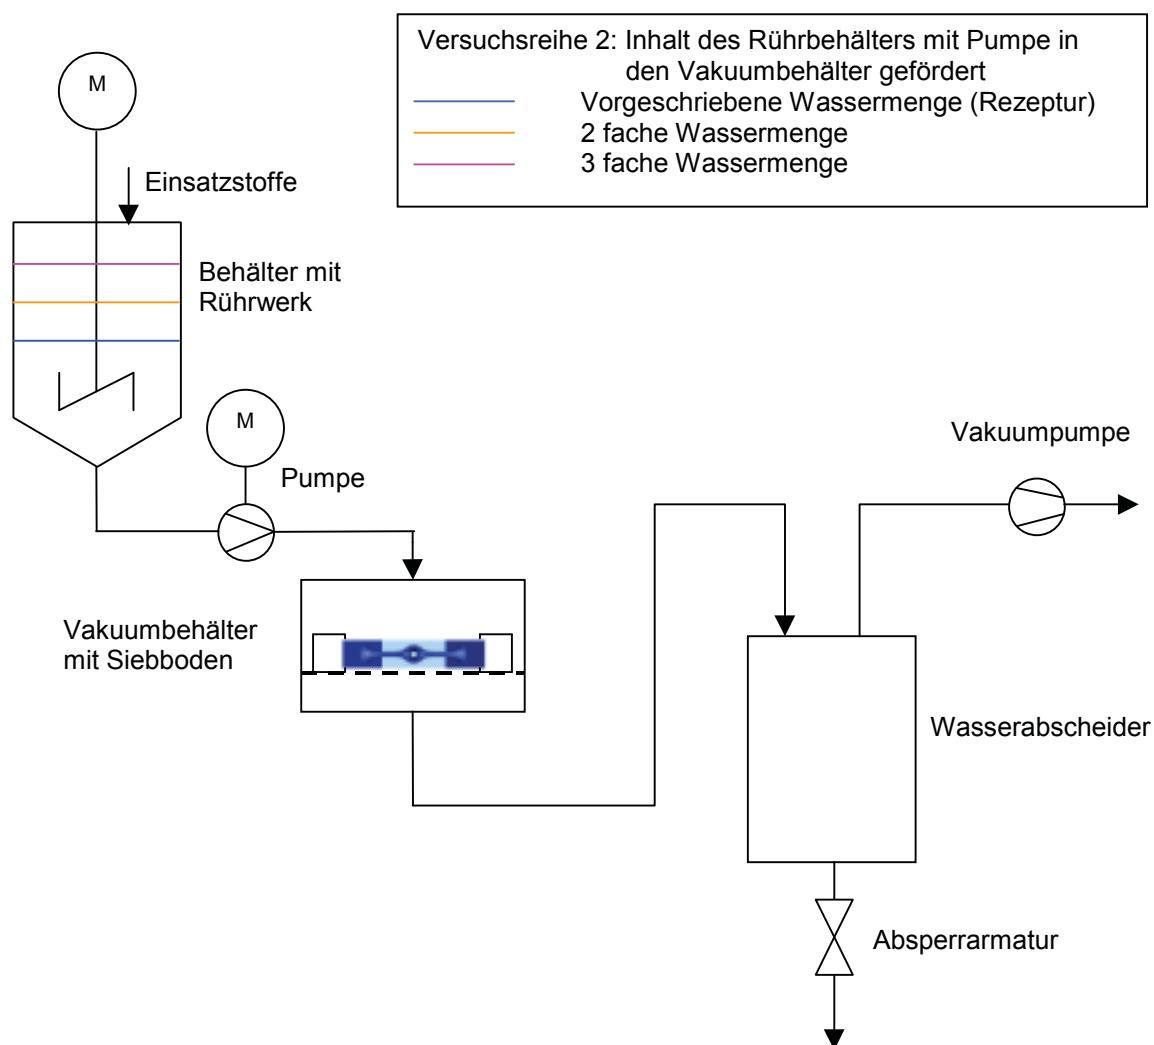 Versuchsreihe 2: Inhalt des Rührbehälters mit Pumpe in
den Vakuumbehälter gefördert
Vorgeschriebene Wassermenge (Rezeptur)
2 fache Wassermenge
3 fache Wassermenge
M
Einsatzstoffe
Behälter mit
Rührwerk
M
Pumpe
Vakuumpumpe
Vakuumbehälter
mit Siebboden
Wasserabscheider
Absperrarmatur